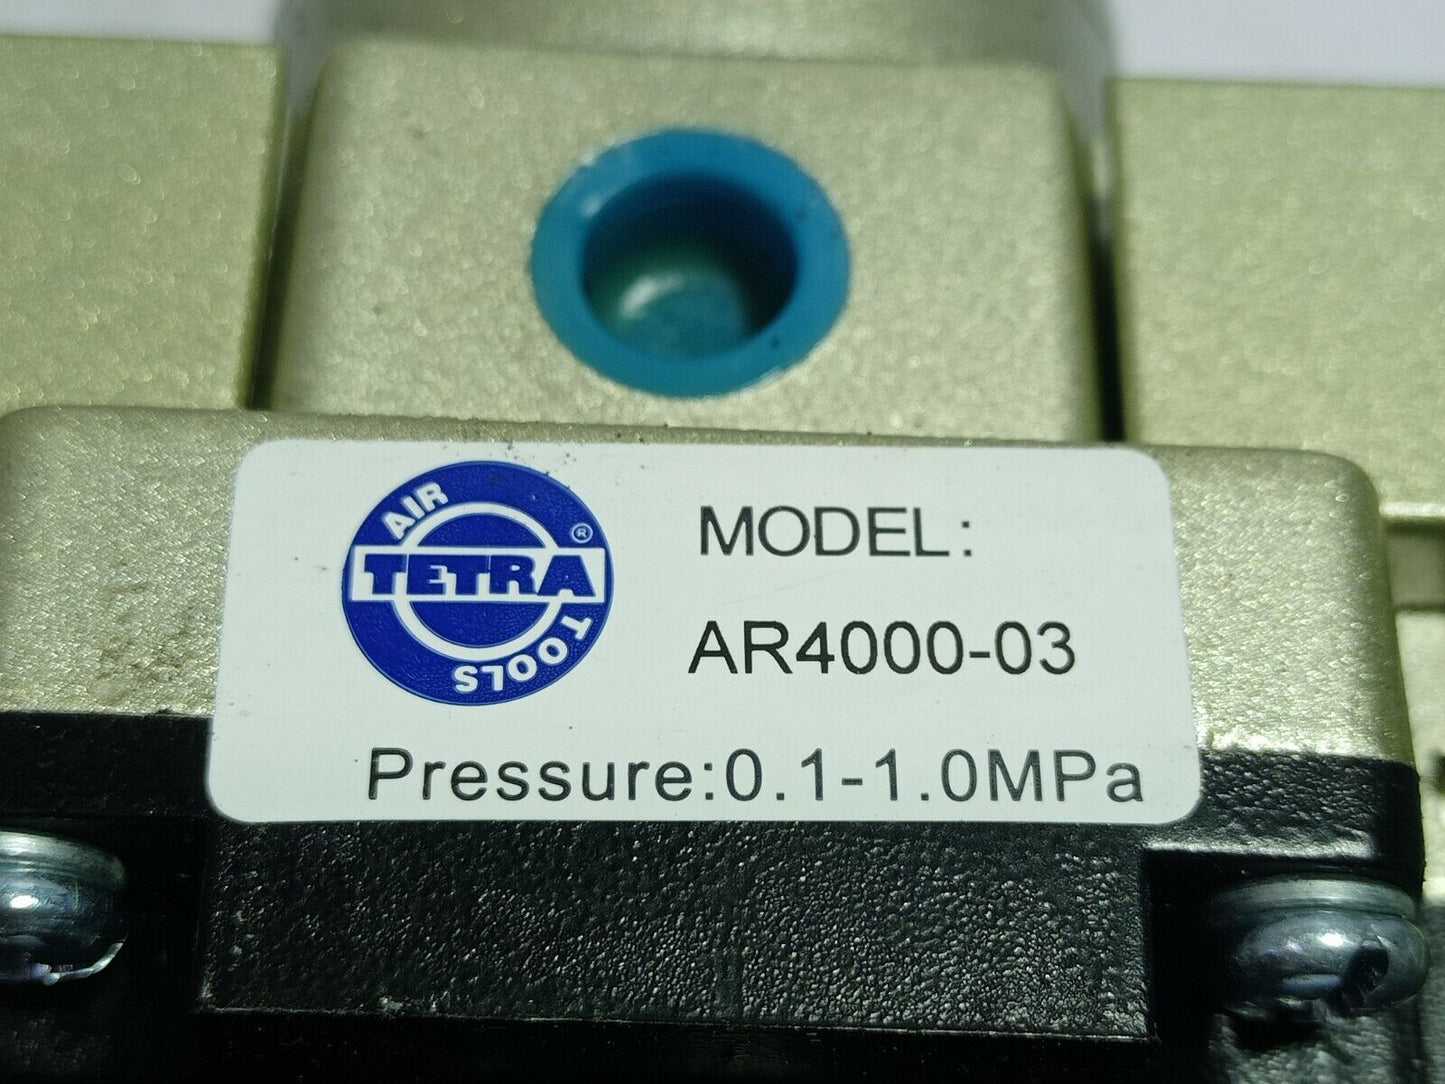 AIR
TETRA®
TOOLS
MODEL:
AR4000-03
Pressure:0.1-1.0MPa